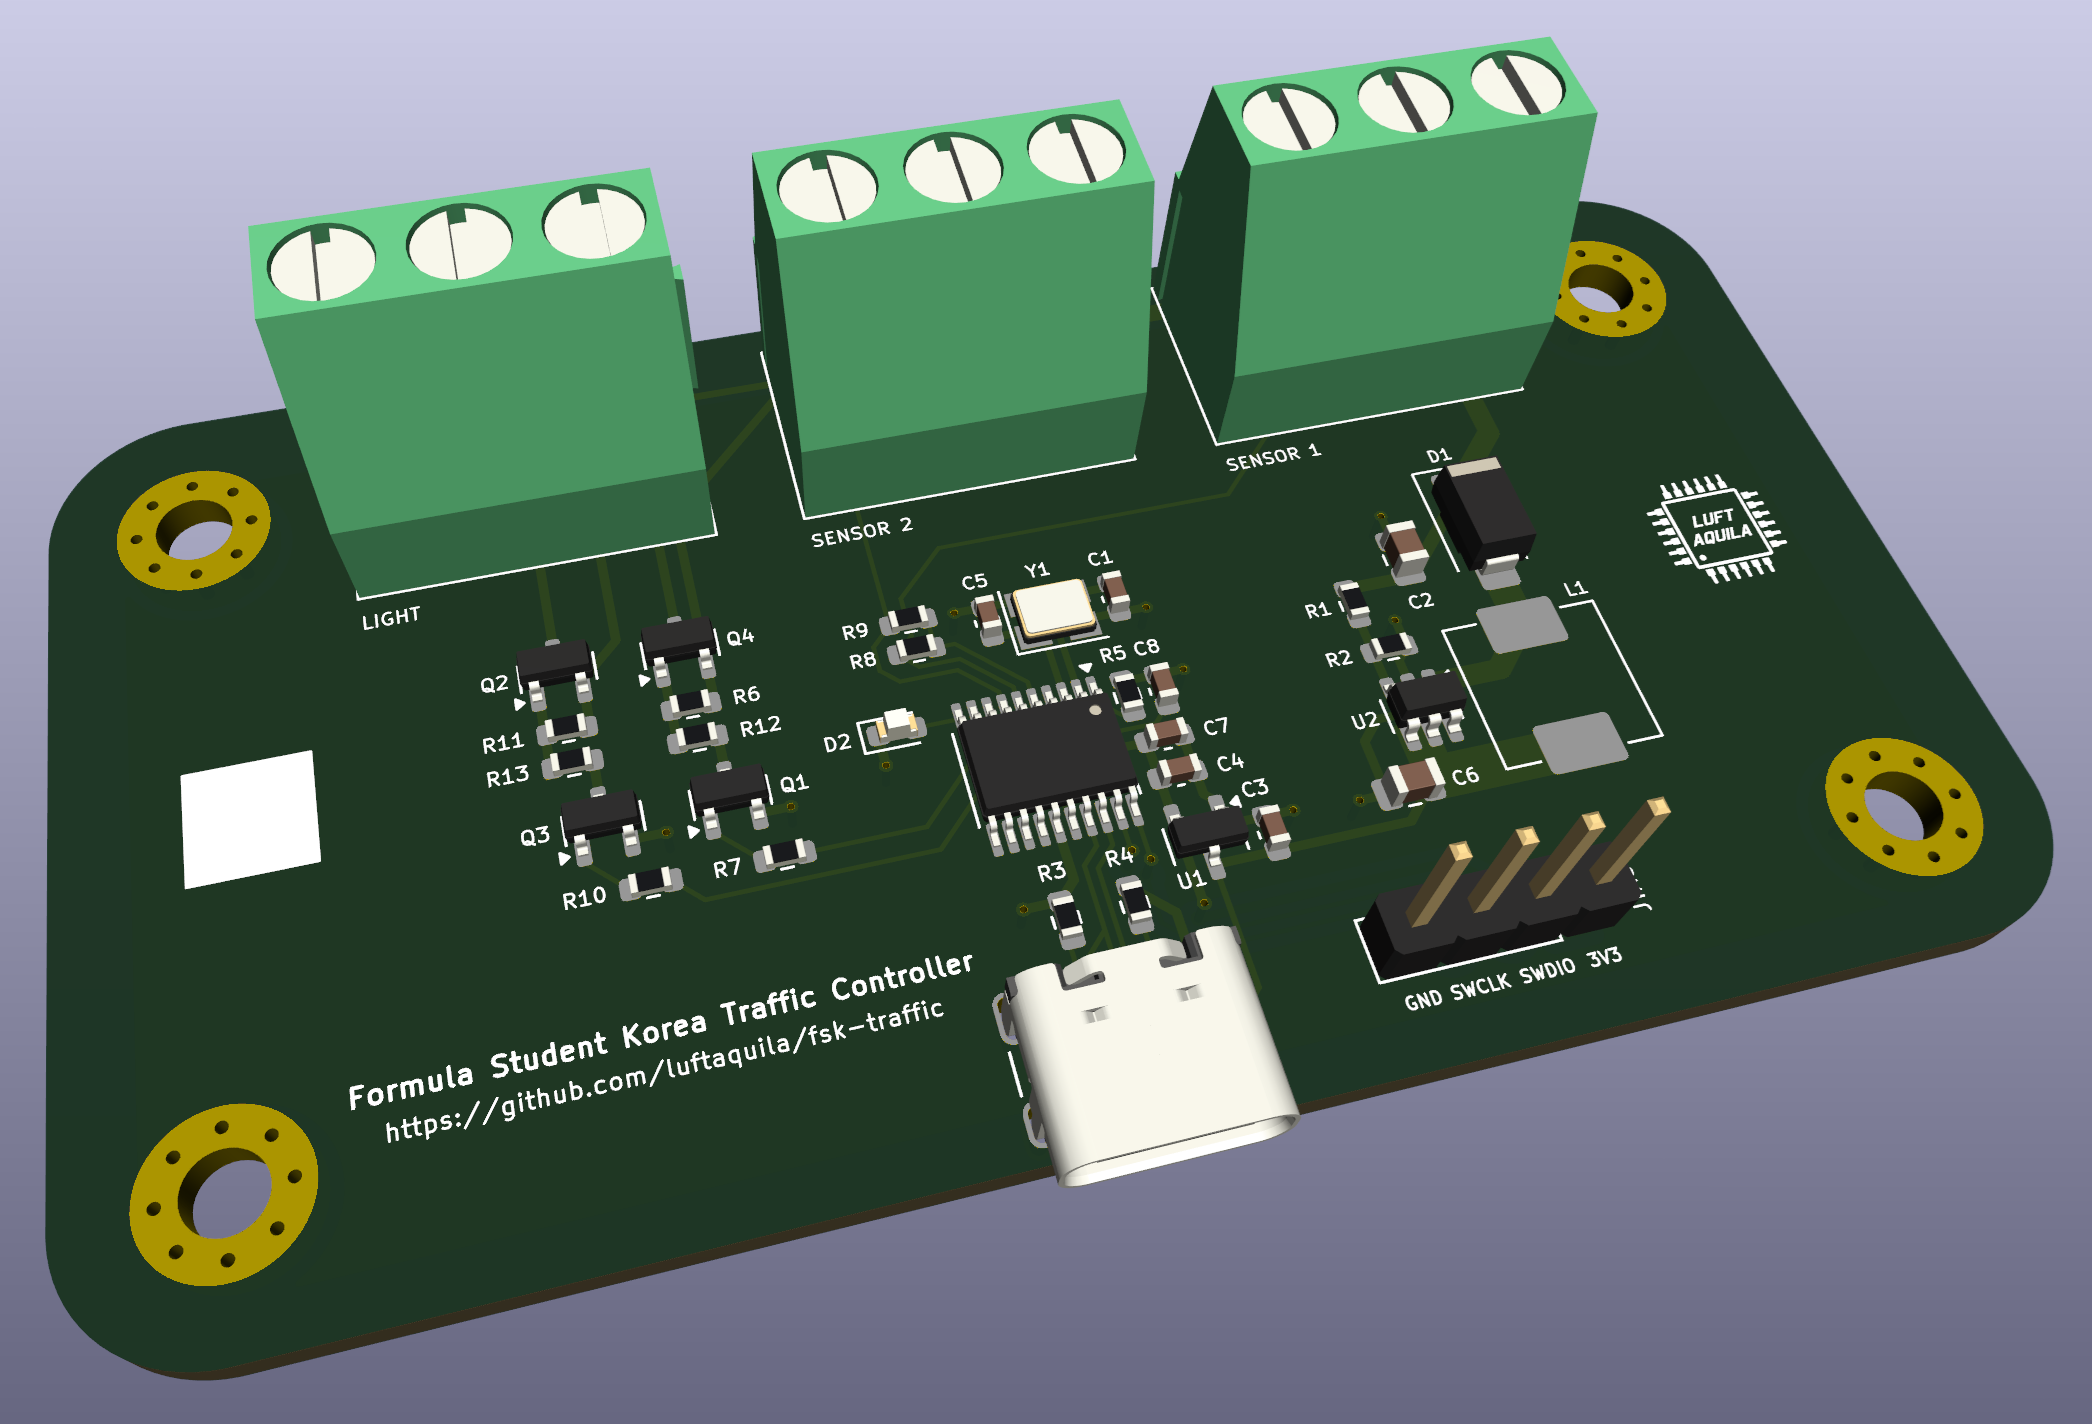 LIGHT
SENSOR 2
SENSOR 1
D1
LUFT
AQUILA
C5
Y1
C1
R9
R8
R5
C8
R1
C2
L1
R2
U2
Q2
Q4
R6
R11
R12
R13
D2
C7
C4
C3
C6
Q1
Q3
R7
R10
R3
R4
U1
GND SWCLK SWDIO 3V3
Formula Student Korea Traffic Controller
https://github.com/luftaquila/fsk-traffic